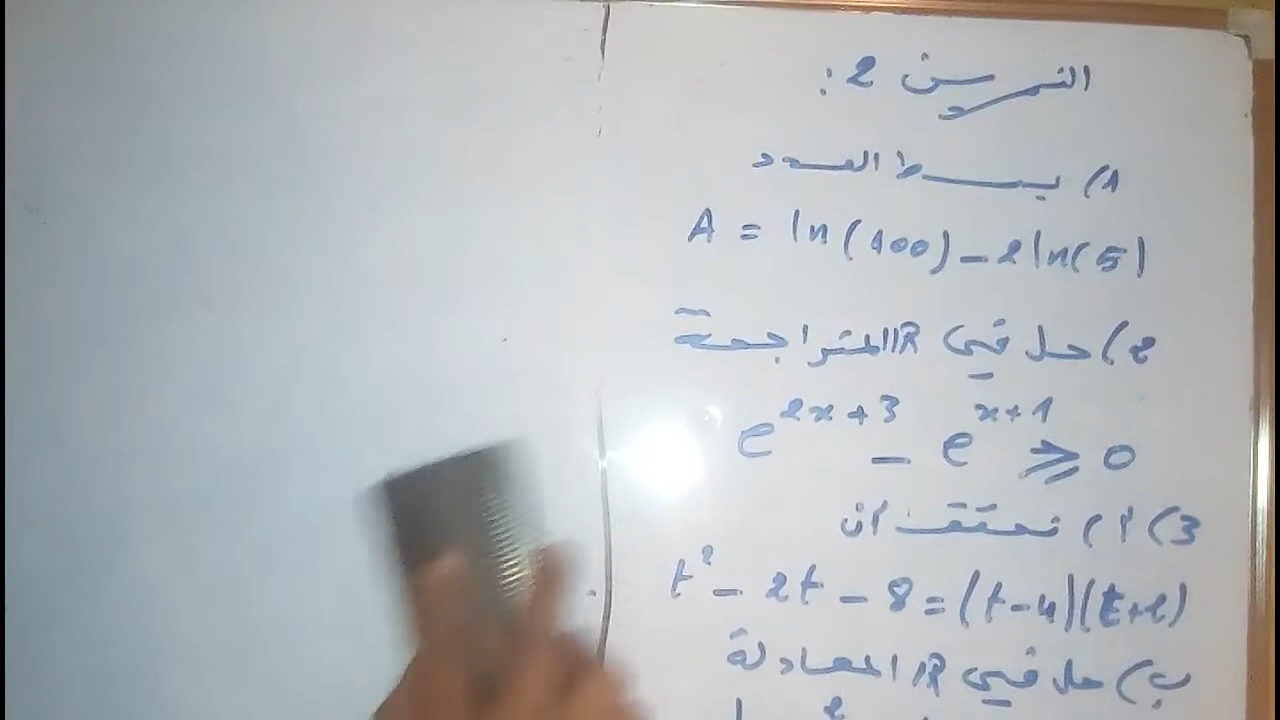 التمرين 2 :
1) بسط العدد
A = ln(100) - 2ln(5)
2) حل في ℝ المتراجحة
e^{2x+3} - e^{x+1} ⩾ 0
3) أ) تحقق أن
t² - 2t - 8 = (t-4)(t+2)
ب) حل في ℝ المعادلة